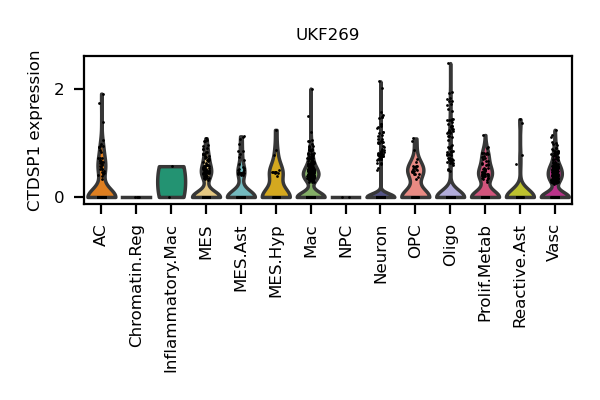 UKF269
CTDSP1 expression
2
0
AC
Chromatin.Reg
Inflammatory.Mac
MES
MES.Ast
MES.Hyp
Mac
NPC
Neuron
OPC
Oligo
Prolif.Metab
Reactive.Ast
Vasc